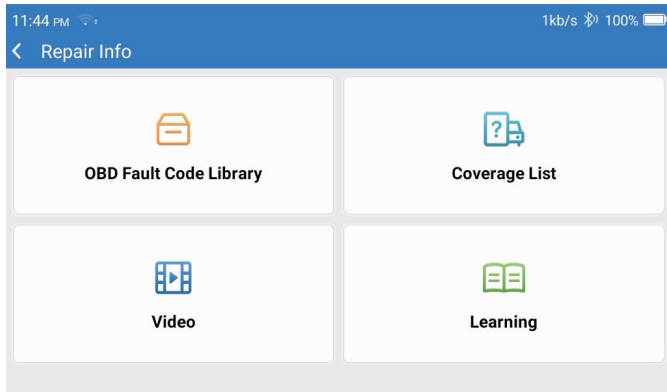 11:44 PM 1kb/s 100%
Repair Info
?
OBD Fault Code Library
Coverage List
Video
Learning